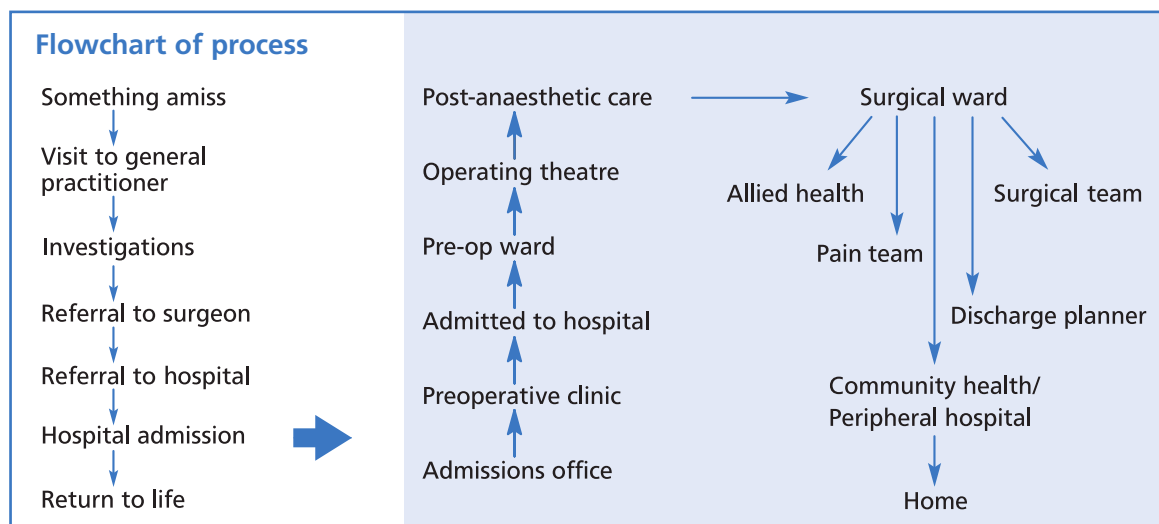 Flowchart of process
Something amiss
Visit to general
practitioner
Investigations
Referral to surgeon
Referral to hospital
Hospital admission
Return to life
Post-anaesthetic care
Operating theatre
Pre-op ward
Admitted to hospital
Preoperative clinic
Admissions office
Surgical ward
Allied health
Surgical team
Pain team
Discharge planner
Community health/
Peripheral hospital
Home